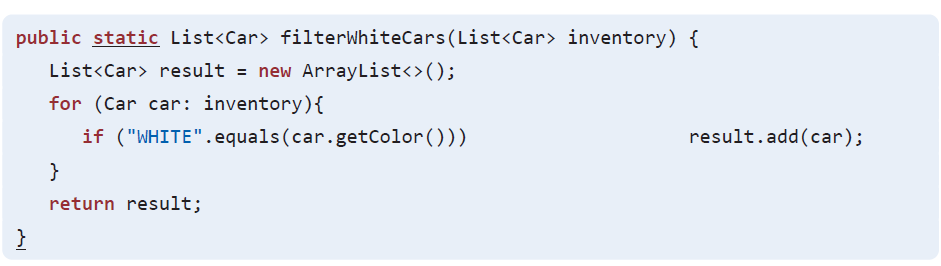 public static List<Car> filterWhiteCars(List<Car> inventory) {
List<Car> result = new ArrayList<>();
for (Car car: inventory){
if ("WHITE".equals(car.getColor())) result.add(car);
}
return result;
}